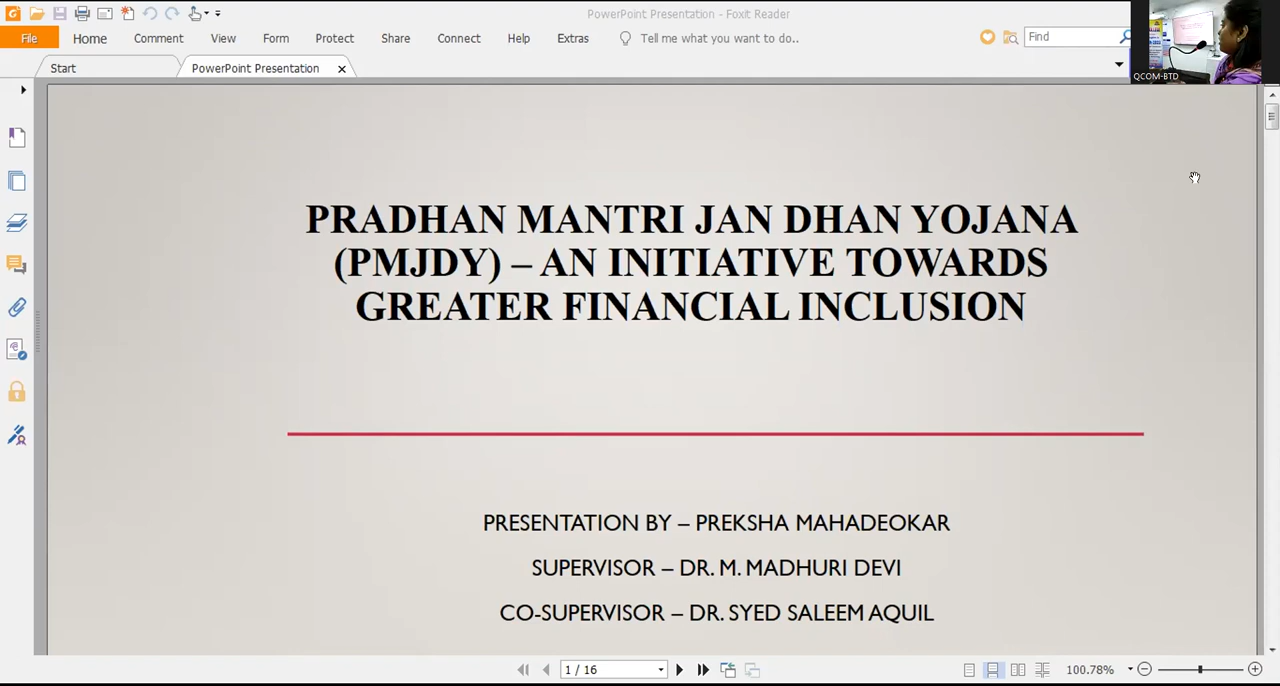 PowerPoint Presentation - Foxit Reader
File
Home
Comment
View
Form
Protect
Share
Connect
Help
Extras
Tell me what you want to do..
Find
QCOM-BTD
Start
PowerPoint Presentation
PRADHAN MANTRI JAN DHAN YOJANA
(PMJDY) – AN INITIATIVE TOWARDS
GREATER FINANCIAL INCLUSION
PRESENTATION BY – PREKSHA MAHADEOKAR
SUPERVISOR – DR. M. MADHURI DEVI
CO-SUPERVISOR – DR. SYED SALEEM AQUIL
1 / 16
100.78%